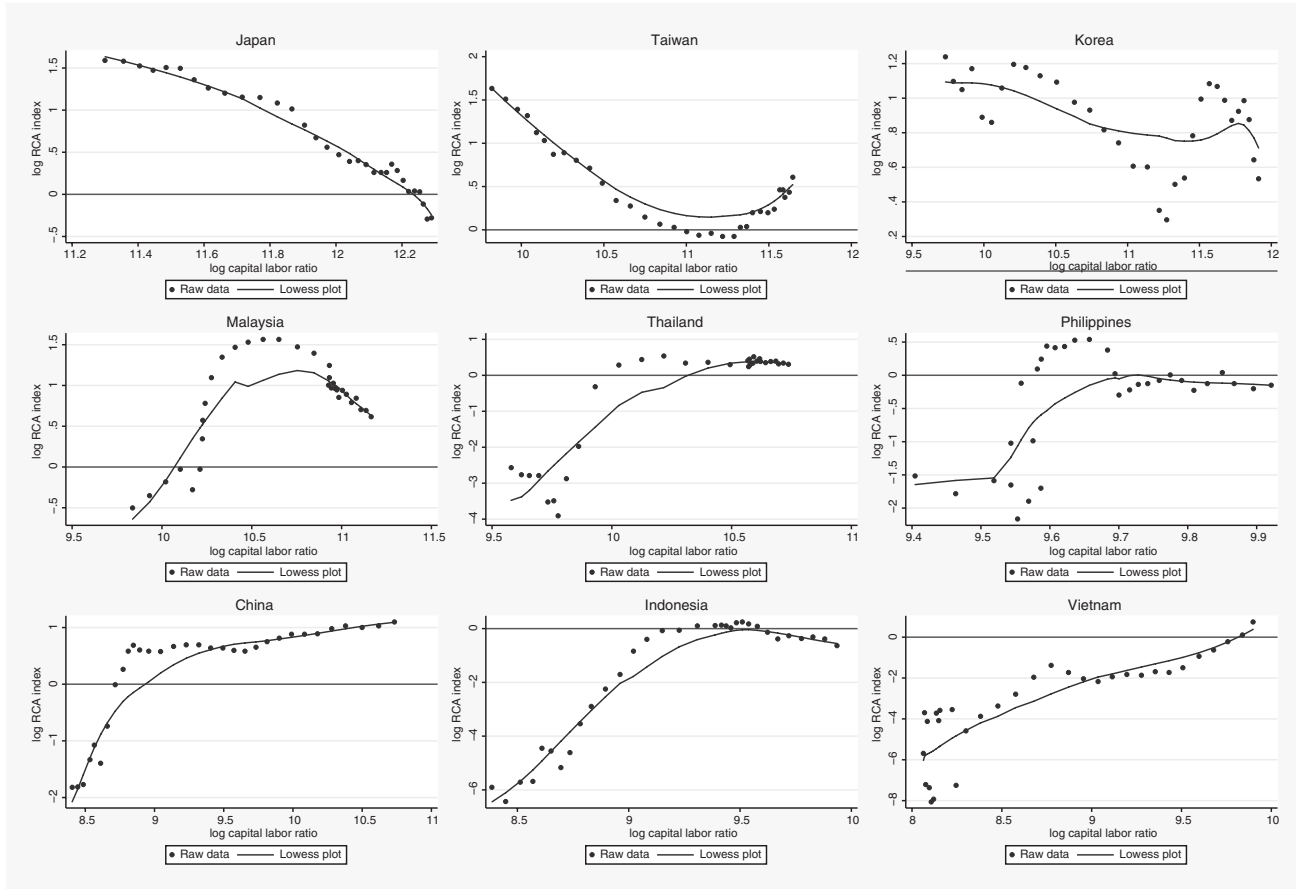 Japan
Taiwan
Korea
log RCA index
1.5
1
.5
0
-.5
11.2 11.4 11.6 11.8 12 12.2
log capital labor ratio
Raw data Lowess plot
log RCA index
2
1.5
1
.5
0
10 10.5 11 11.5 12
log capital labor ratio
Raw data Lowess plot
log RCA index
1.2
1
.8
.6
.4
.2
9.5 10 10.5 11 11.5 12
log capital labor ratio
Raw data Lowess plot
Malaysia
Thailand
Philippines
log RCA index
1.5
1
.5
0
-.5
9.5 10 10.5 11 11.5
log capital labor ratio
Raw data Lowess plot
log RCA index
1
0
-1
-2
-3
-4
9.5 10 10.5 11
log capital labor ratio
Raw data Lowess plot
log RCA index
.5
0
-.5
-1
-1.5
-2
9.4 9.5 9.6 9.7 9.8 9.9
log capital labor ratio
Raw data Lowess plot
China
Indonesia
Vietnam
log RCA index
1
0
-1
-2
8.5 9 9.5 10 10.5 11
log capital labor ratio
Raw data Lowess plot
log RCA index
0
-2
-4
-6
8.5 9 9.5 10
log capital labor ratio
Raw data Lowess plot
log RCA index
0
-2
-4
-6
-8
8 8.5 9 9.5 10
log capital labor ratio
Raw data Lowess plot